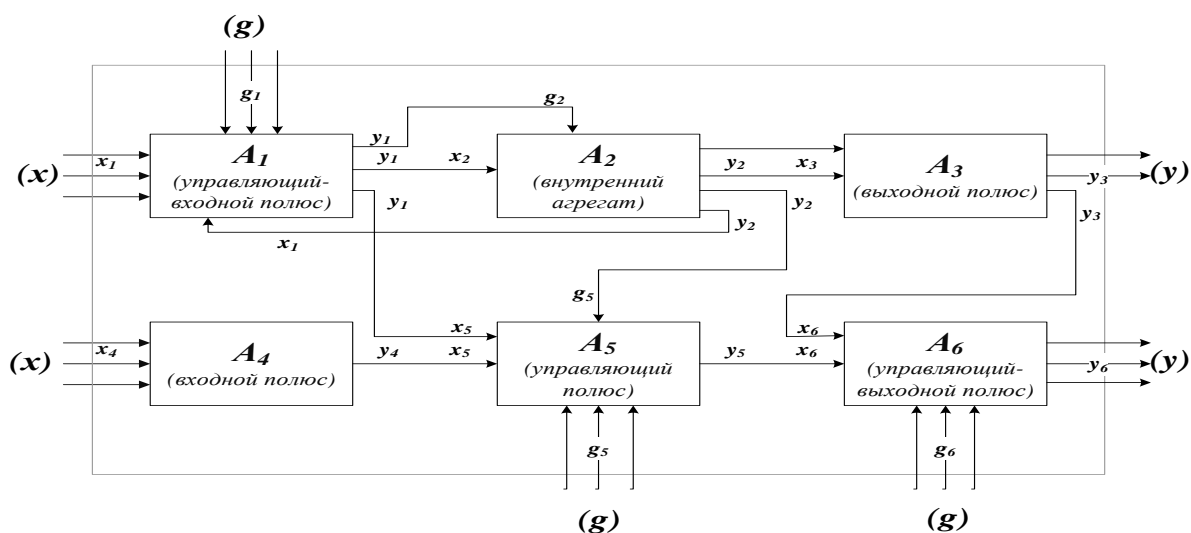 (g)
g₁
g₂
y₁
A₁
(управляющий-
входной полюс)
(x)
x₁
y₁
x₂
A₂
(внутренний
агрегат)
y₂
x₃
A₃
(выходной полюс)
y₃
(y)
y₁
y₂
y₂
y₃
x₁
g₅
(x)
x₄
A₄
(входной полюс)
y₄
x₅
x₅
A₅
(управляющий
полюс)
y₅
x₆
x₆
A₆
(управляющий-
выходной полюс)
y₆
(y)
g₅
g₆
(g)
(g)